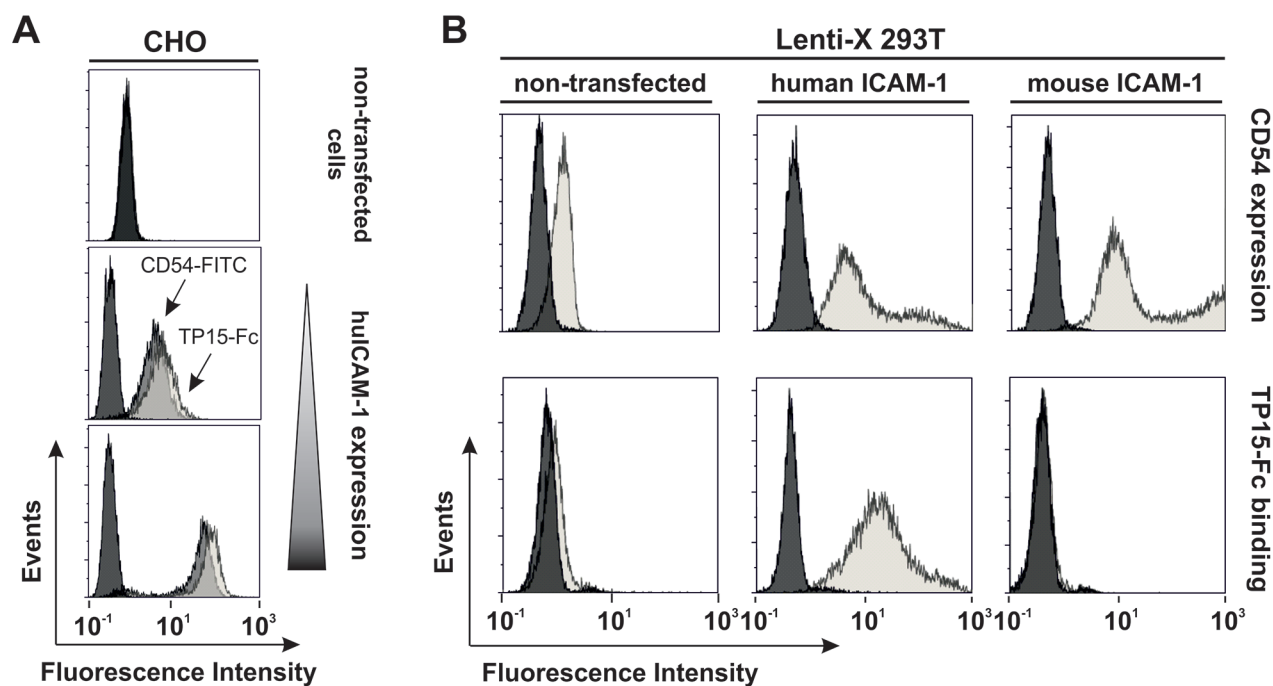 A
CHO
non-transfected
cells
CD54-FITC
TP15-Fc
huICAM-1 expression
Events
10-1 101 103
Fluorescence Intensity
B
Lenti-X 293T
non-transfected human ICAM-1 mouse ICAM-1
CD54 expression
TP15-Fc binding
Events
10-1 101 103 10-1 101 103 10-1 101 103
Fluorescence Intensity